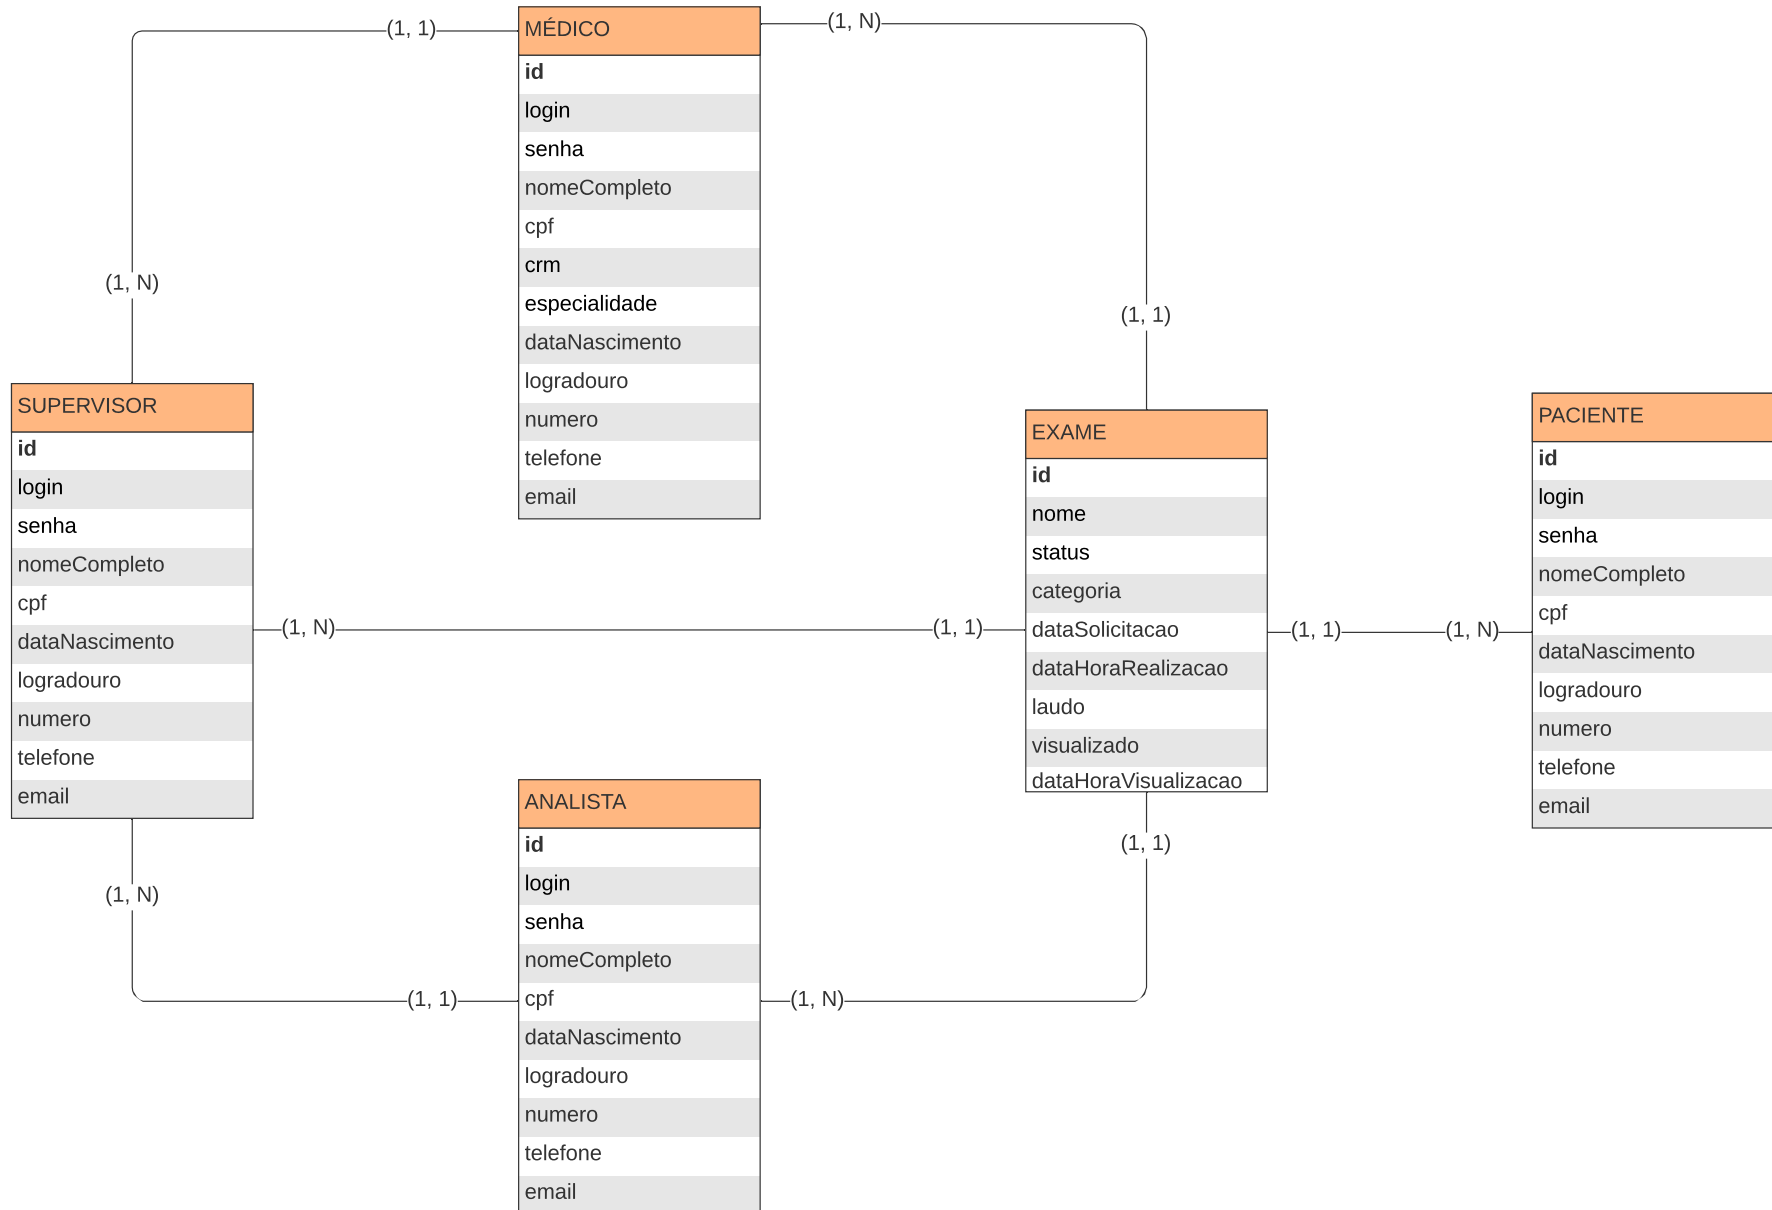 (1, 1)
(1, N)
MÉDICO
id
login
senha
nomeCompleto
cpf
crm
especialidade
dataNascimento
logradouro
numero
telefone
email
(1, N)
(1, 1)
SUPERVISOR
id
login
senha
nomeCompleto
cpf
dataNascimento
logradouro
numero
telefone
email
(1, N)
(1, 1)
EXAME
id
nome
status
categoria
dataSolicitacao
dataHoraRealizacao
laudo
visualizado
dataHoraVisualizacao
(1, 1)
(1, N)
PACIENTE
id
login
senha
nomeCompleto
cpf
dataNascimento
logradouro
numero
telefone
email
(1, N)
(1, 1)
ANALISTA
id
login
senha
nomeCompleto
cpf
dataNascimento
logradouro
numero
telefone
email
(1, 1)
(1, N)